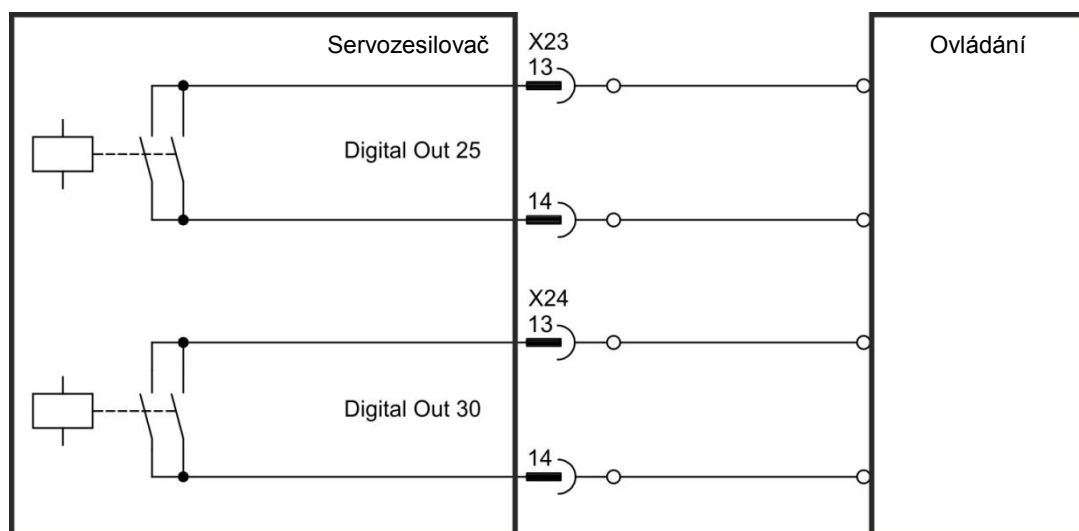 Servozesilovač
X23
Ovládání
13
Digital Out 25
14
X24
13
Digital Out 30
14